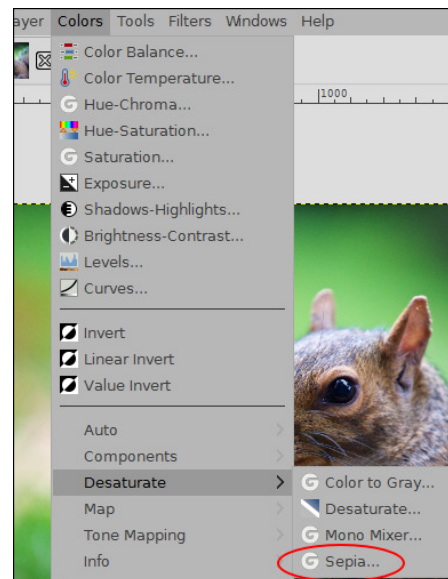 ayer Colors Tools Filters Windows Help
Color Balance...
Color Temperature...
1000
Hue-Chroma...
Hue-Saturation...
Saturation...
Exposure...
Shadows-Highlights...
Brightness-Contrast...
Levels...
Curves...
Invert
Linear Invert
Value Invert
Auto
Components
Desaturate
Map
Tone Mapping
Info
Color to Gray...
Desaturate...
Mono Mixer...
Sepia...